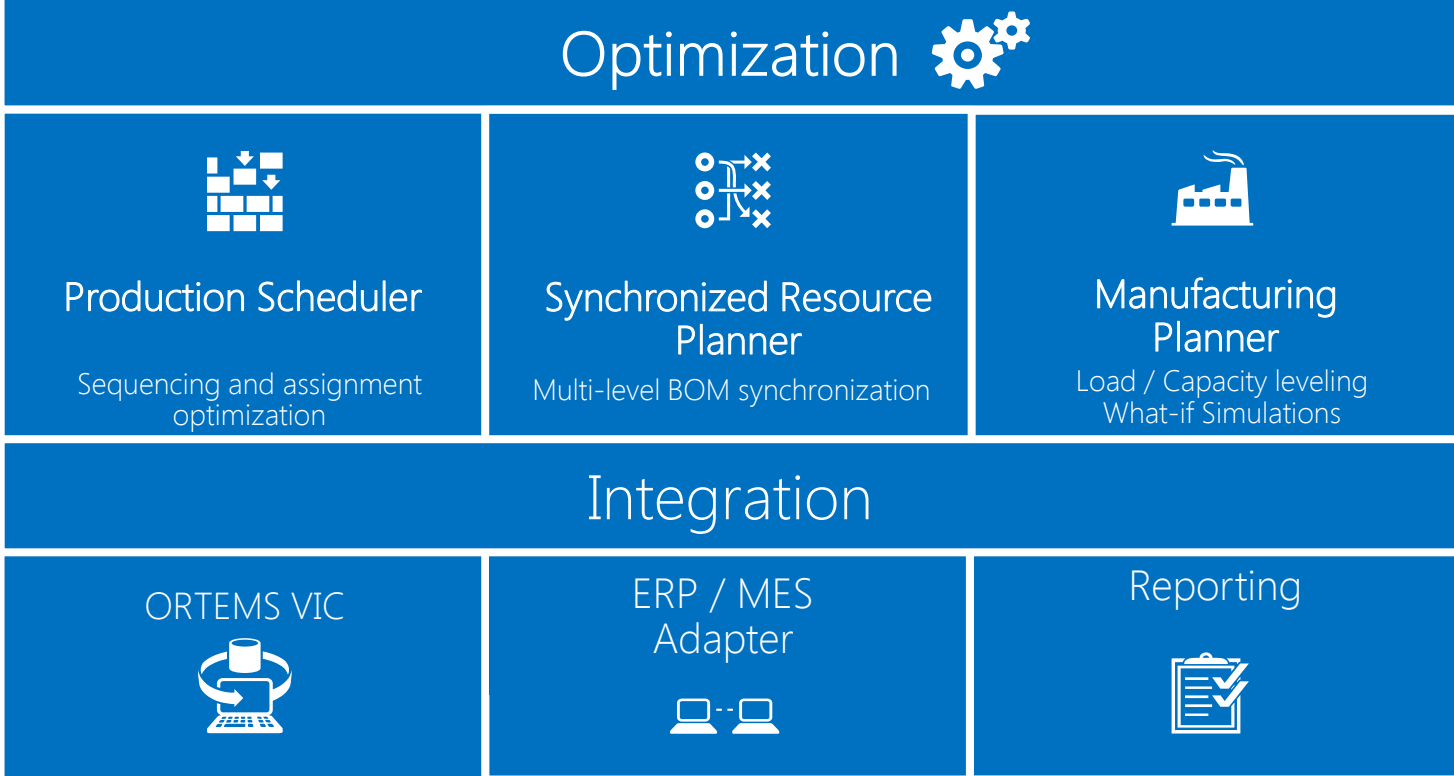 Optimization
Production Scheduler
Sequencing and assignment
optimization
Synchronized Resource
Planner
Multi-level BOM synchronization
Manufacturing
Planner
Load / Capacity leveling
What-if Simulations
Integration
ORTEMS VIC
ERP / MES
Adapter
Reporting